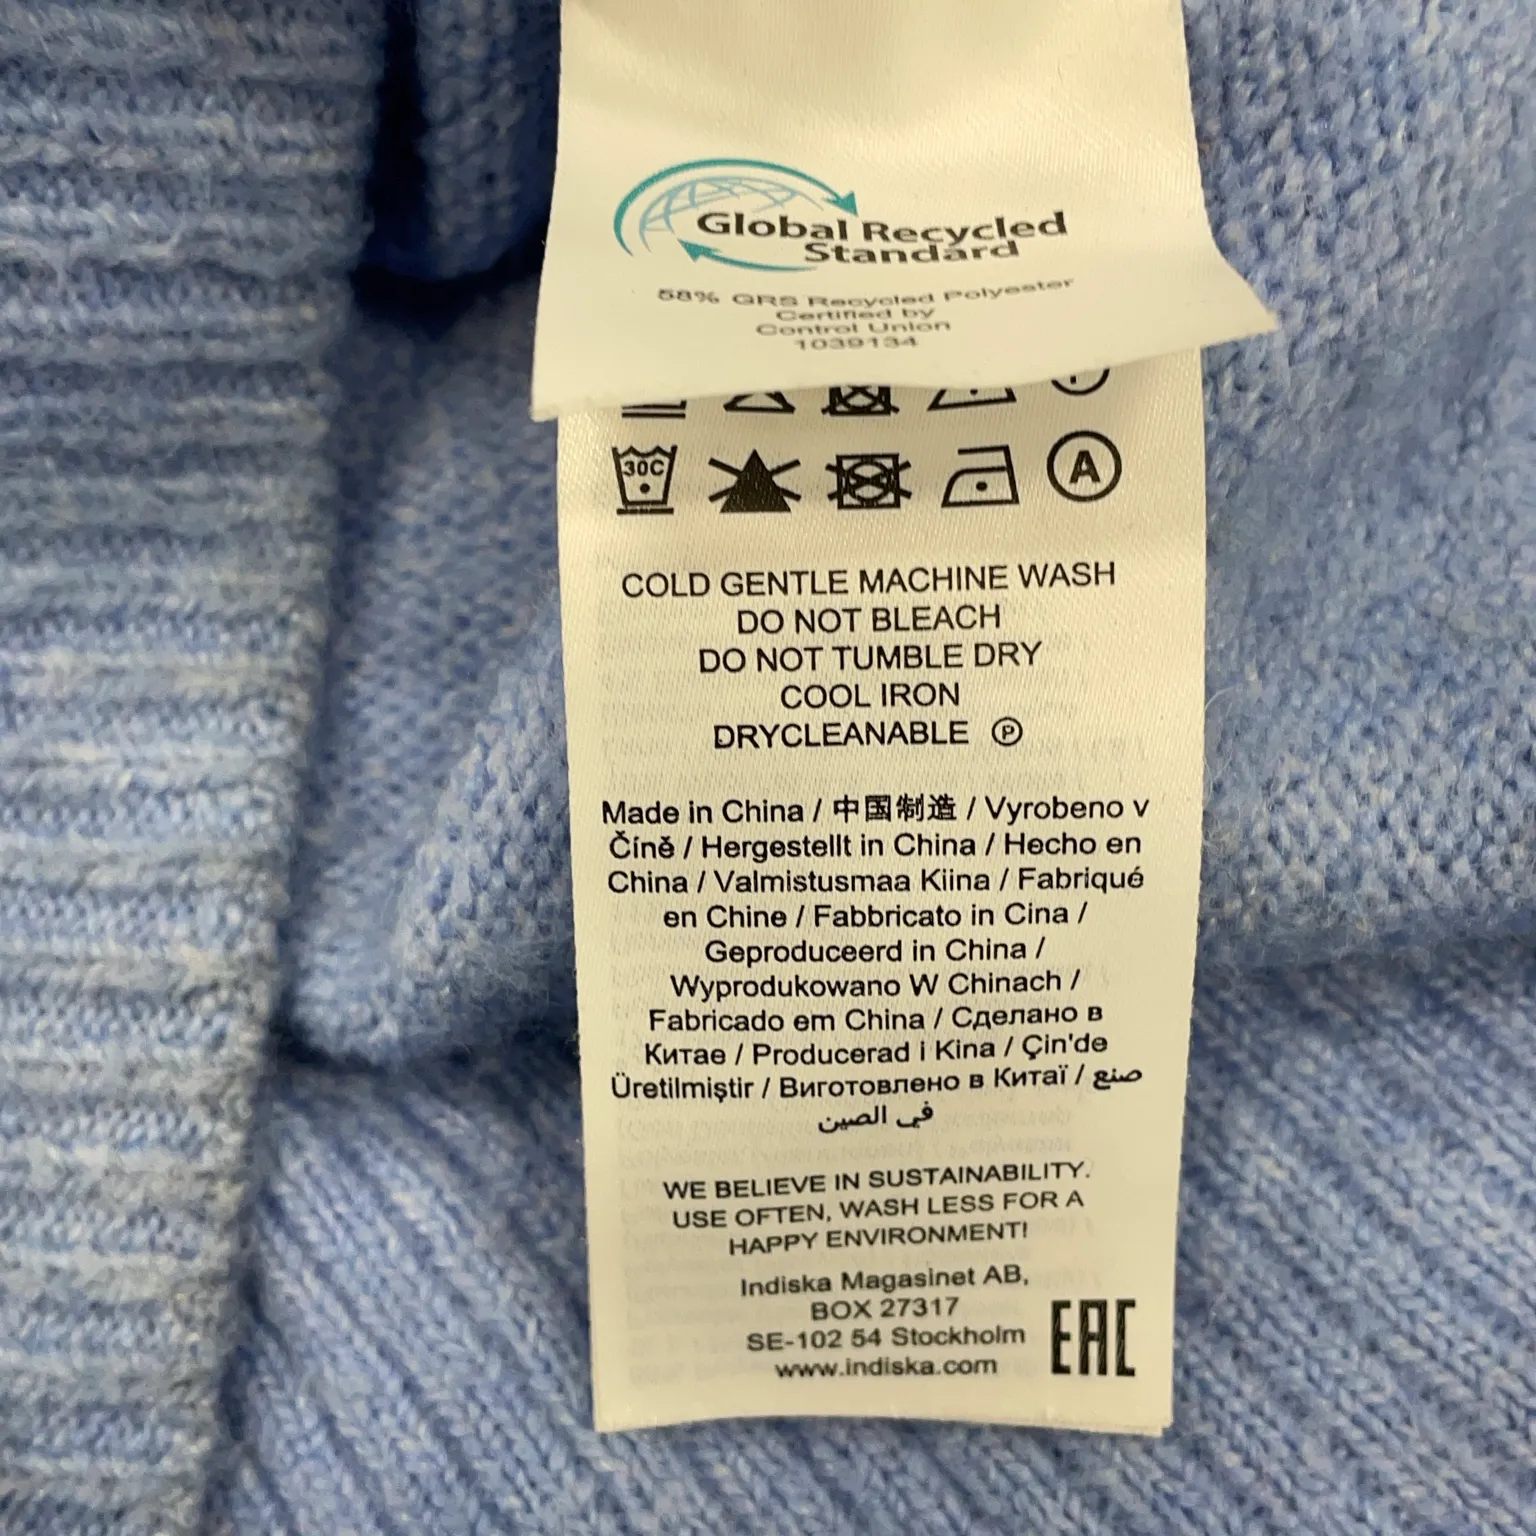 Global Recycled
Standard
58% GRS Recycled Polyester
Certified by
Control Union
1039134
30C
A
COLD GENTLE MACHINE WASH
DO NOT BLEACH
DO NOT TUMBLE DRY
COOL IRON
DRYCLEANABLE Ⓟ
Made in China / 中国制造 / Vyrobeno v
Číně / Hergestellt in China / Hecho en
China / Valmistusmaa Kiina / Fabriqué
en Chine / Fabbricato in Cina /
Geproduceerd in China /
Wyprodukowano W Chinach /
Fabricado em China / Сделано в
Китае / Producerad i Kina / Çin'de
Üretilmiştir / Виготовлено в Китаї / صنع
في الصين
WE BELIEVE IN SUSTAINABILITY.
USE OFTEN, WASH LESS FOR A
HAPPY ENVIRONMENT!
Indiska Magasinet AB,
BOX 27317
SE-102 54 Stockholm
www.indiska.com
EAC